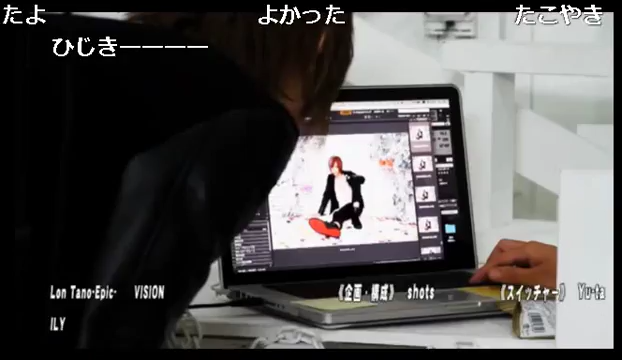 たよ よかった たこやき
ひじきーーーー
Lon Tano-Epic- VISION 《企画・構成》 shots 《スイッチャー》 Yu-ta
ILY